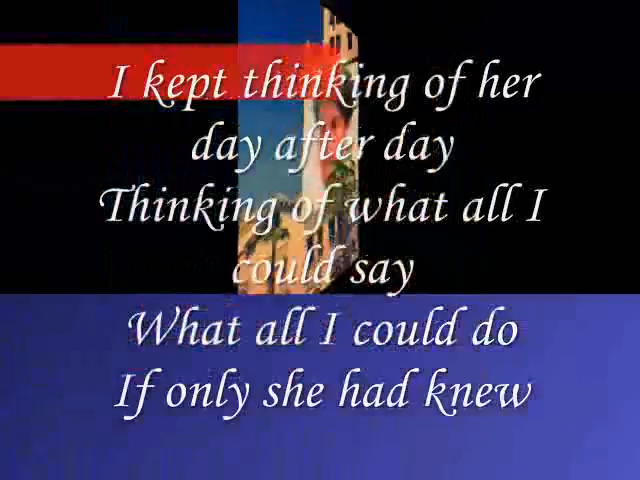 I kept thinking of her
day after day
Thinking of what all I
could say
What all I could do
If only she had knew